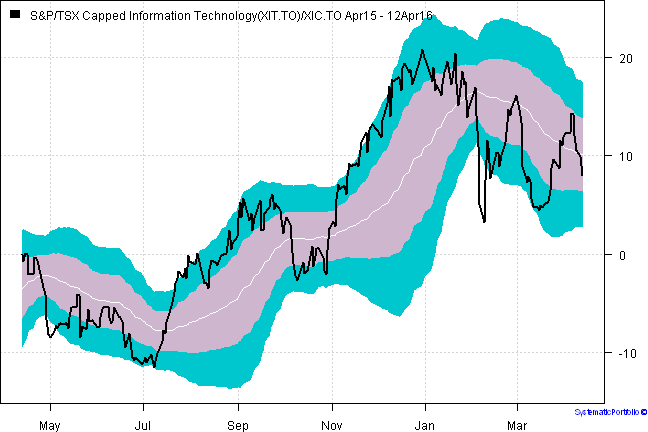 S&P/TSX Capped Information Technology(XIT.TO)/XIC.TO Apr15 - 12Apr16
20
10
0
-10
May Jul Sep Nov Jan Mar
SystematicPortfolio ©